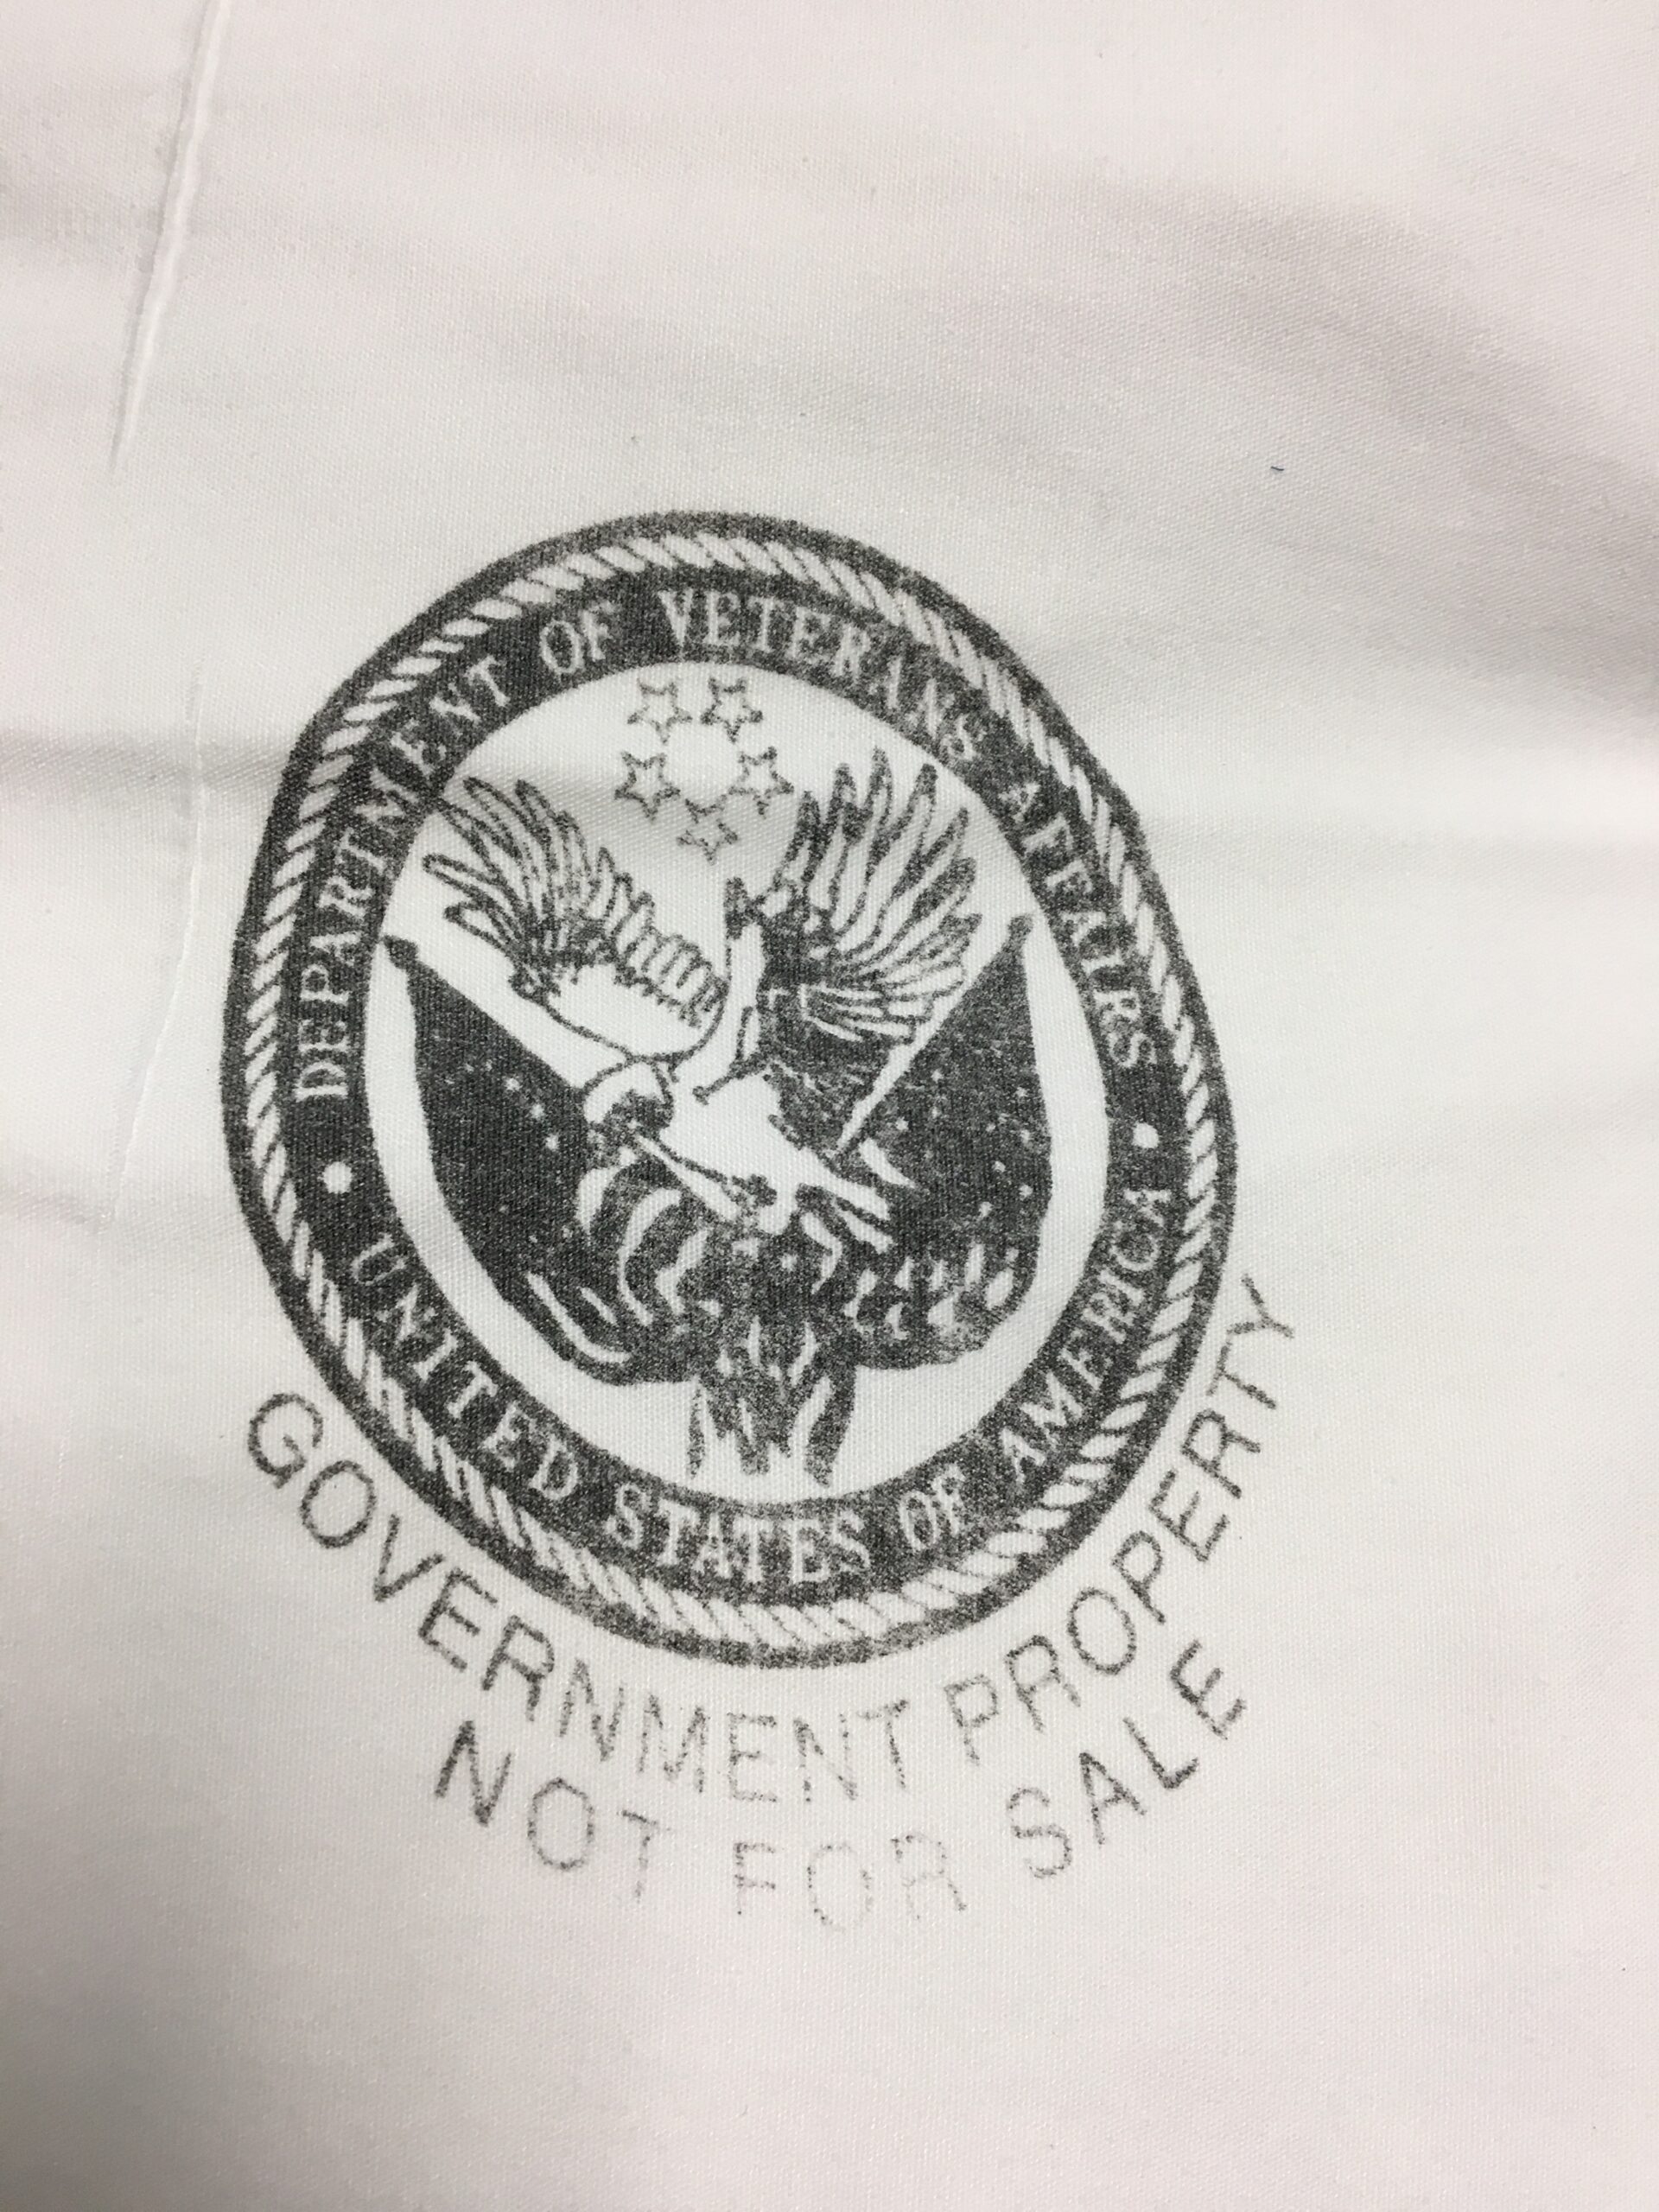 DEPARTMENT OF VETERANS AFFAIRS
UNITED STATES OF AMERICA
GOVERNMENT PROPERTY
NOT FOR SALE